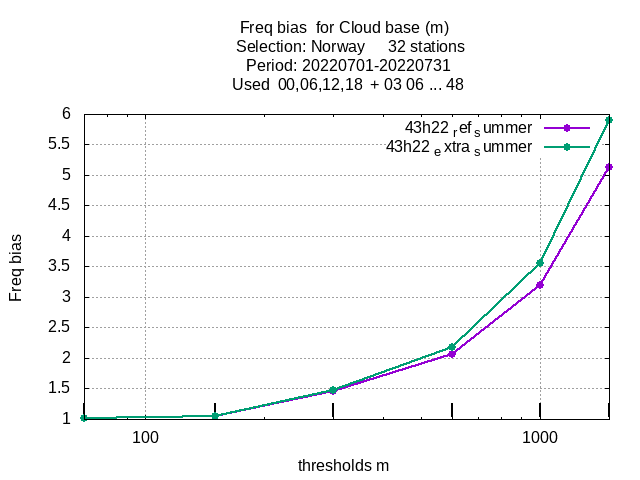 Freq bias  for Cloud base (m)
Selection: Norway     32 stations
Period: 20220701-20220731
Used  00,06,12,18  + 03 06 ... 48
43h22 ref summer
43h22 extra summer
6
5.5
5
4.5
4
3.5
3
2.5
2
1.5
1
Freq bias
100
1000
thresholds m